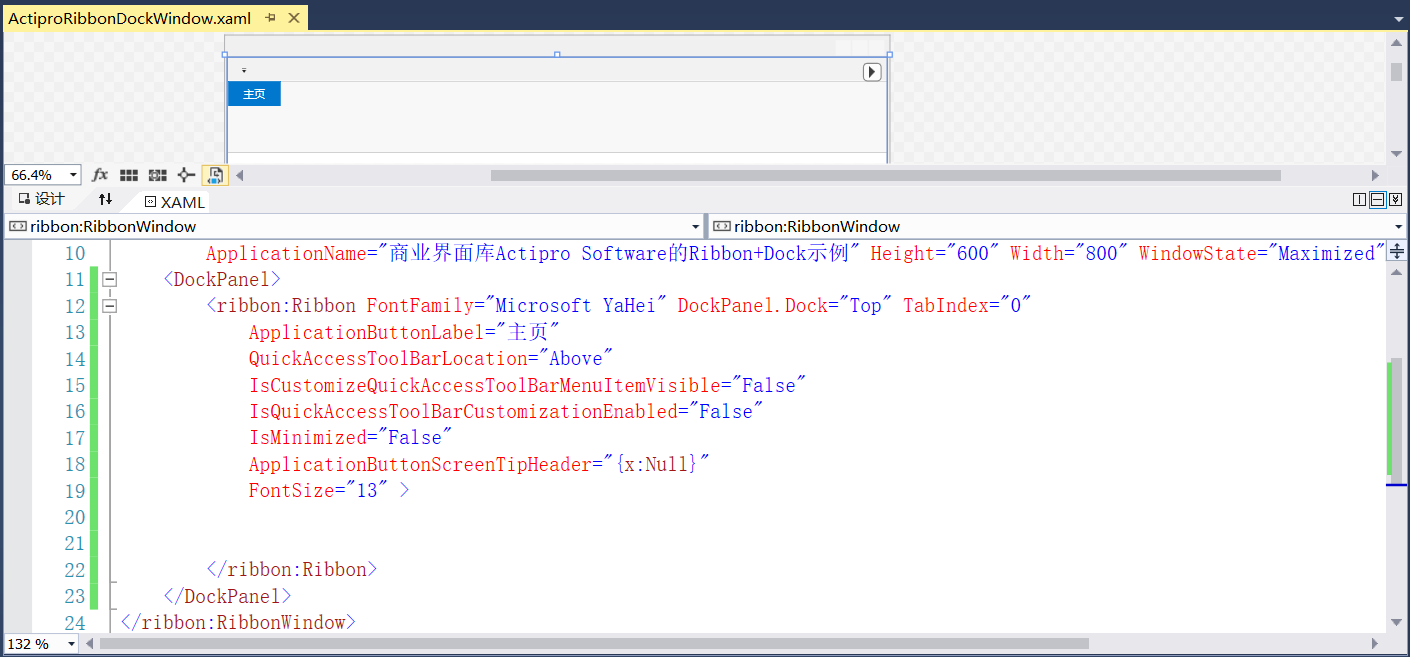 ActiproRibbonDockWindow.xaml
主页
66.4%
fx
设计
XAML
ribbon:RibbonWindow
ribbon:RibbonWindow
10 ApplicationName="商业界面库Actipro Software的Ribbon+Dock示例" Height="600" Width="800" WindowState="Maximized"
11 <DockPanel>
12 <ribbon:Ribbon FontFamily="Microsoft YaHei" DockPanel.Dock="Top" TabIndex="0"
13 ApplicationButtonLabel="主页"
14 QuickAccessToolBarLocation="Above"
15 IsCustomizeQuickAccessToolBarMenuItemVisible="False"
16 IsQuickAccessToolBarCustomizationEnabled="False"
17 IsMinimized="False"
18 ApplicationButtonScreenTipHeader="{x:Null}"
19 FontSize="13" >
20
21
22 </ribbon:Ribbon>
23 </DockPanel>
24 </ribbon:RibbonWindow>
132 %